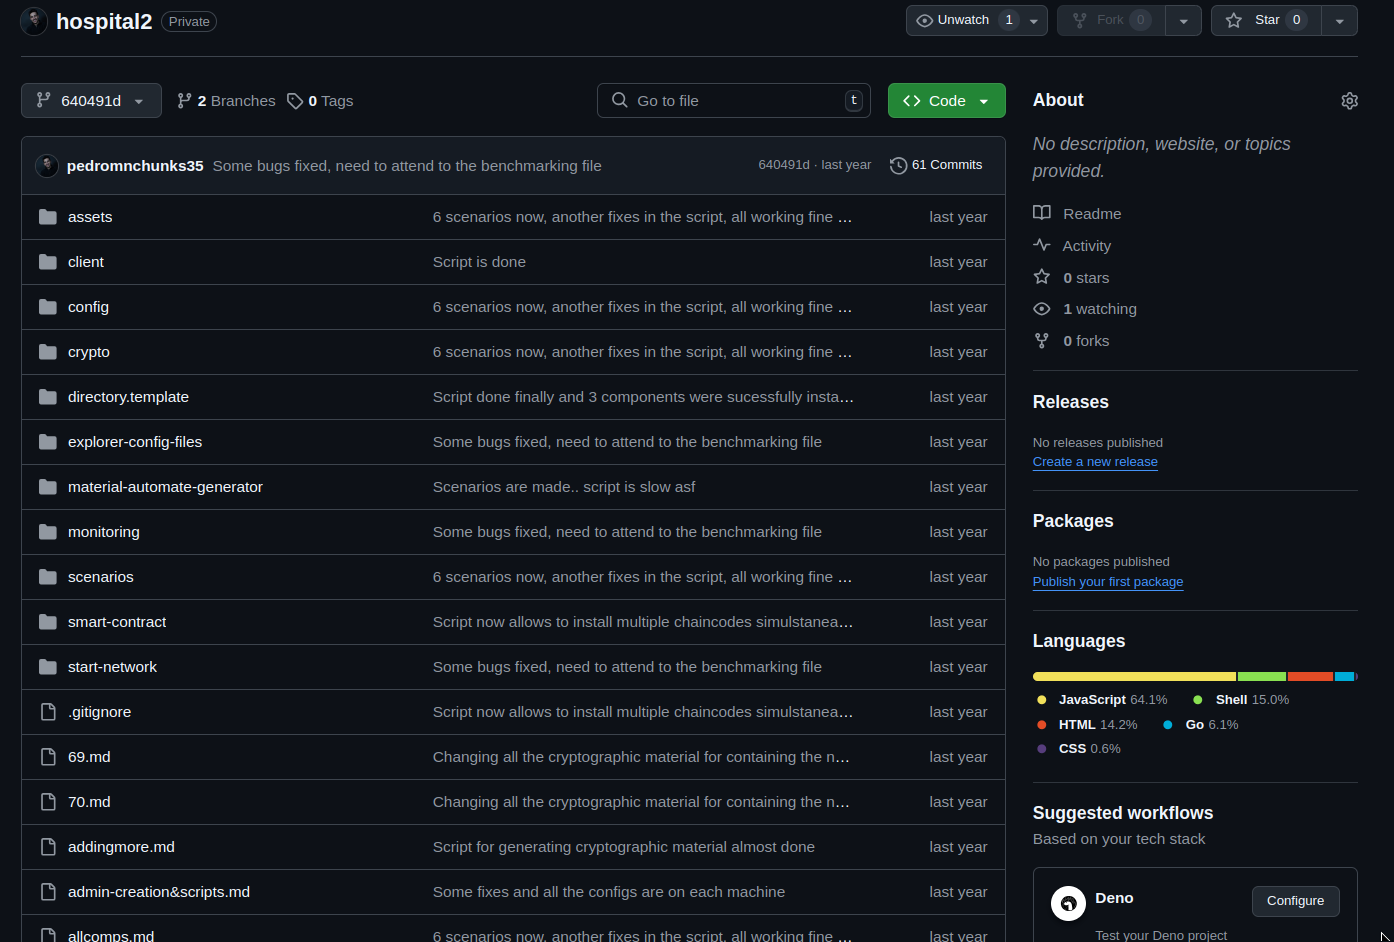 hospital2 Private Unwatch 1 Fork 0 Star 0
640491d 2 Branches 0 Tags Go to file t Code
pedromnchunks35 Some bugs fixed, need to attend to the benchmarking file 640491d · last year 61 Commits
assets 6 scenarios now, another fixes in the script, all working fine … last year
client Script is done last year
config 6 scenarios now, another fixes in the script, all working fine … last year
crypto 6 scenarios now, another fixes in the script, all working fine … last year
directory.template Script done finally and 3 components were sucessfully insta… last year
explorer-config-files Some bugs fixed, need to attend to the benchmarking file last year
material-automate-generator Scenarios are made.. script is slow asf last year
monitoring Some bugs fixed, need to attend to the benchmarking file last year
scenarios 6 scenarios now, another fixes in the script, all working fine … last year
smart-contract Script now allows to install multiple chaincodes simulstanea… last year
start-network Some bugs fixed, need to attend to the benchmarking file last year
.gitignore Script now allows to install multiple chaincodes simulstanea… last year
69.md Changing all the cryptographic material for containing the n… last year
70.md Changing all the cryptographic material for containing the n… last year
addingmore.md Script for generating cryptographic material almost done last year
admin-creation&scripts.md Some fixes and all the configs are on each machine last year
allcomps.md 6 scenarios now, another fixes in the script, all working fine … last year
About
No description, website, or topics
provided.
Readme
Activity
0 stars
1 watching
0 forks
Releases
No releases published
Create a new release
Packages
No packages published
Publish your first package
Languages
JavaScript 64.1% Shell 15.0%
HTML 14.2% Go 6.1%
CSS 0.6%
Suggested workflows
Based on your tech stack
Deno Configure
Test your Deno project